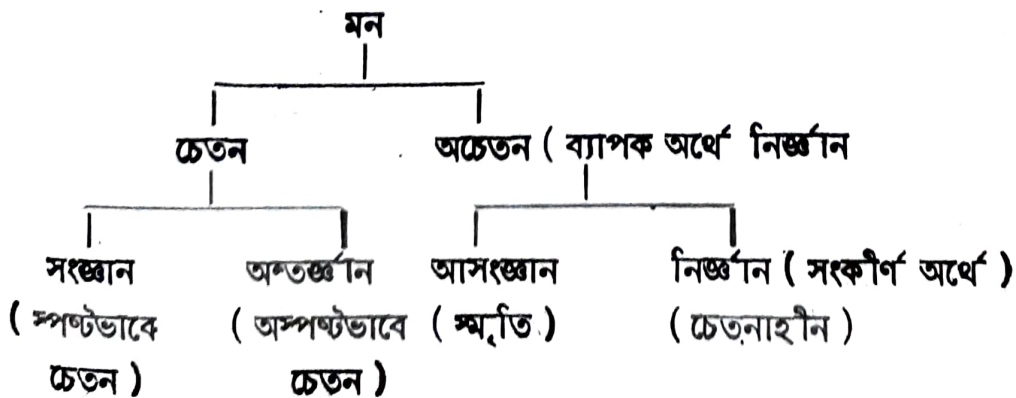 মন
চেতন অচেতন ( ব্যাপক অর্থে নির্জ্ঞান
সংজ্ঞান অন্তর্জ্ঞান আসংজ্ঞান নির্জ্ঞান ( সংকীর্ণ অর্থে )
( স্পষ্টভাবে ( অস্পষ্টভাবে ( স্মৃতি ) ( চেতনাহীন )
চেতন ) চেতন )